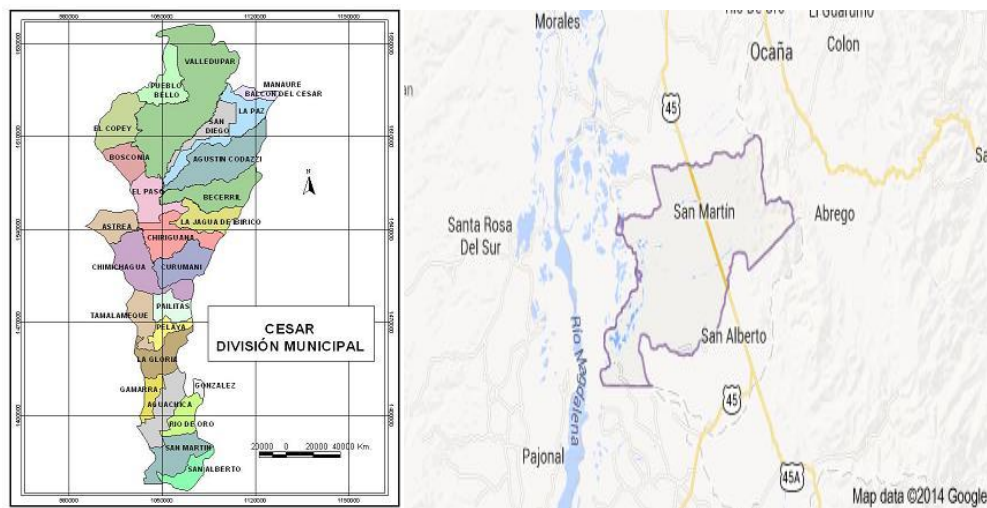 VALLEDUPAR
PUEBLO
BELLO
MANAURE
BALCON DEL CESAR
LA PAZ
SAN
DIEGO
EL COPEY
AGUSTIN CODAZZI
BOSCONIA
N
EL PASO
BECERRIL
LA JAGUA DE IBIRICO
ASTREA
CHIRIGUANA
CHIMICHAGUA
CURUMANI
PAILITAS
TAMALAMEQUE
PELAYA
CESAR
DIVISIÓN MUNICIPAL
LA GLORIA
GAMARRA
GONZALEZ
AGUACHICA
RIO DE ORO
20000 0 20000 40000 Km.
SAN MARTIN
SAN ALBERTO
Morales
Ocaña
El Guarumo
Colon
45
San Martín
Abrego
Santa Rosa
Del Sur
San Alberto
Río Magdalena
45
Pajonal
45A
Map data ©2014 Google